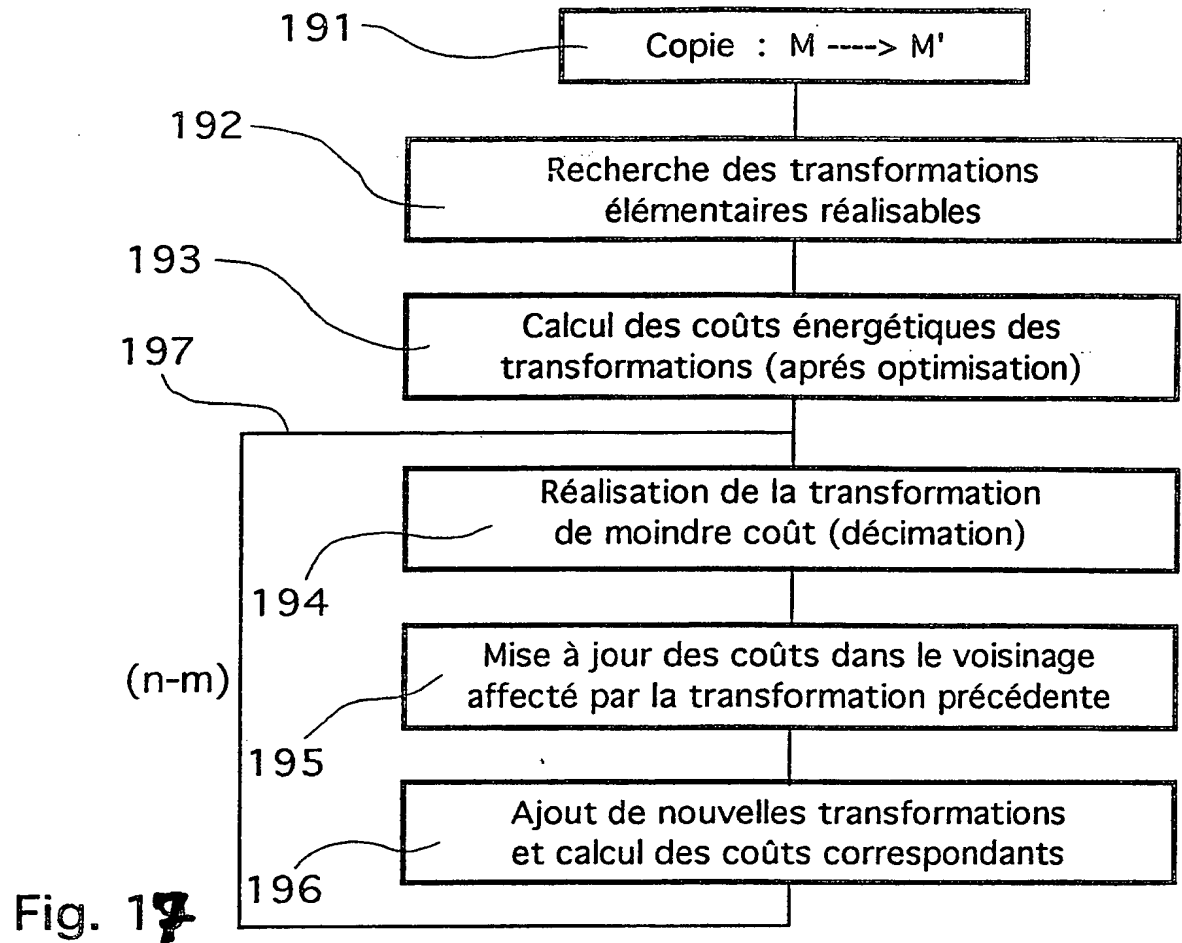 191
Copie : M ----> M'
192
Recherche des transformations
élémentaires réalisables
193
Calcul des coûts énergétiques des
transformations (aprés optimisation)
197
Réalisation de la transformation
de moindre coût (décimation)
194
Mise à jour des coûts dans le voisinage
affecté par la transformation précédente
(n-m)
195
Ajout de nouvelles transformations
et calcul des coûts correspondants
196
Fig. 17